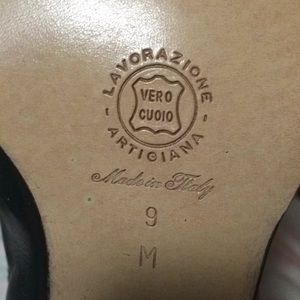 - LAVORAZIONE -
VERO
CUOIO
ARTIGIANA
Made in Italy
9
M